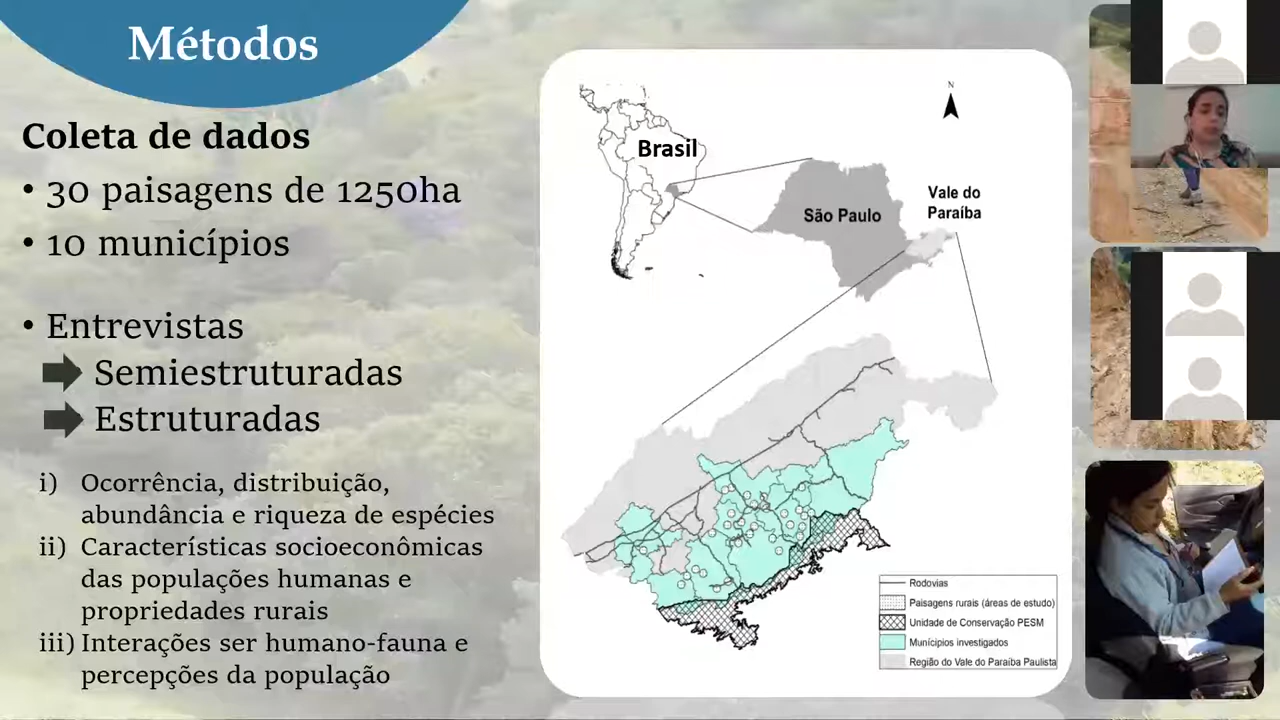 Métodos
Coleta de dados
• 30 paisagens de 1250ha
• 10 municípios
• Entrevistas
Semiestruturadas
Estruturadas
i) Ocorrência, distribuição,
abundância e riqueza de espécies
ii) Características socioeconômicas
das populações humanas e
propriedades rurais
iii) Interações ser humano-fauna e
percepções da população
N
Brasil
São Paulo
Vale do
Paraíba
Rodovias
Paisagens rurais (áreas de estudo)
Unidade de Conservação PESM
Municípios investigados
Região do Vale do Paraíba Paulista